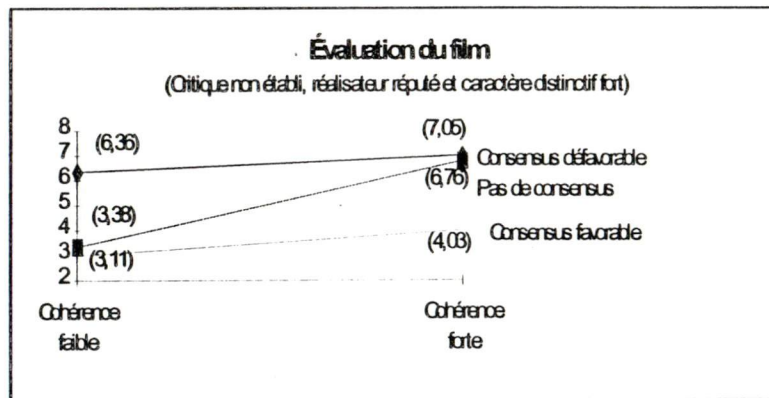 Évaluation du film
(Critique non établi, réalisateur réputé et caractère distinctif fort)
8
7
6
5
4
3
2
(6,36)
(3,38)
(3,11)
(7,05)
(6,76)
(4,03)
Consensus défavorable
Pas de consensus
Consensus favorable
Cohérence
faible
Cohérence
forte